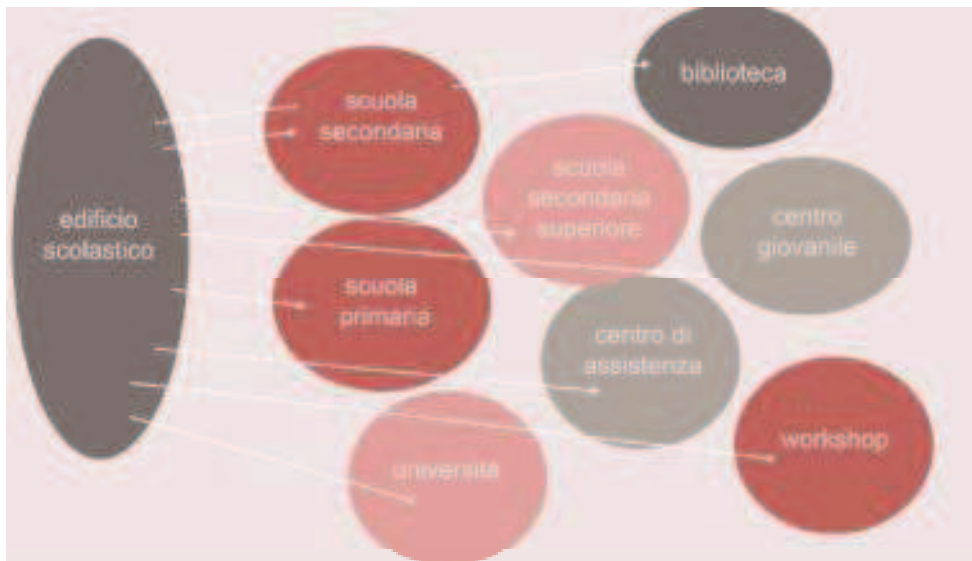 edificio
scolastico
scuola
secondaria
biblioteca
scuola
secondaria
superiore
centro
giovanile
scuola
primaria
centro di
assistenza
università
workshop